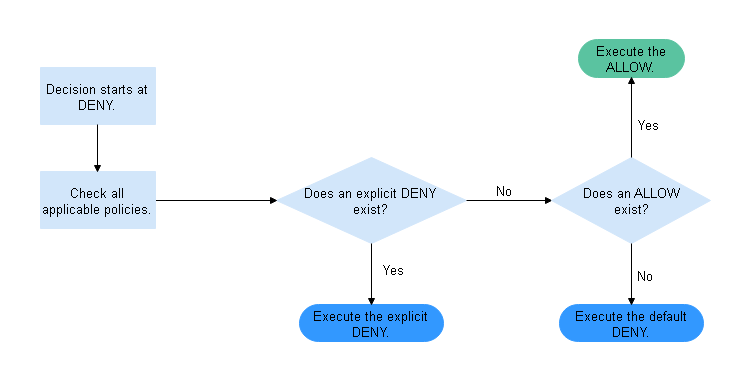 Decision starts at
DENY.
Check all
applicable policies.
Does an explicit DENY
exist?
Yes
Execute the explicit
DENY.
No
Does an ALLOW
exist?
Yes
Execute the
ALLOW.
No
Execute the default
DENY.